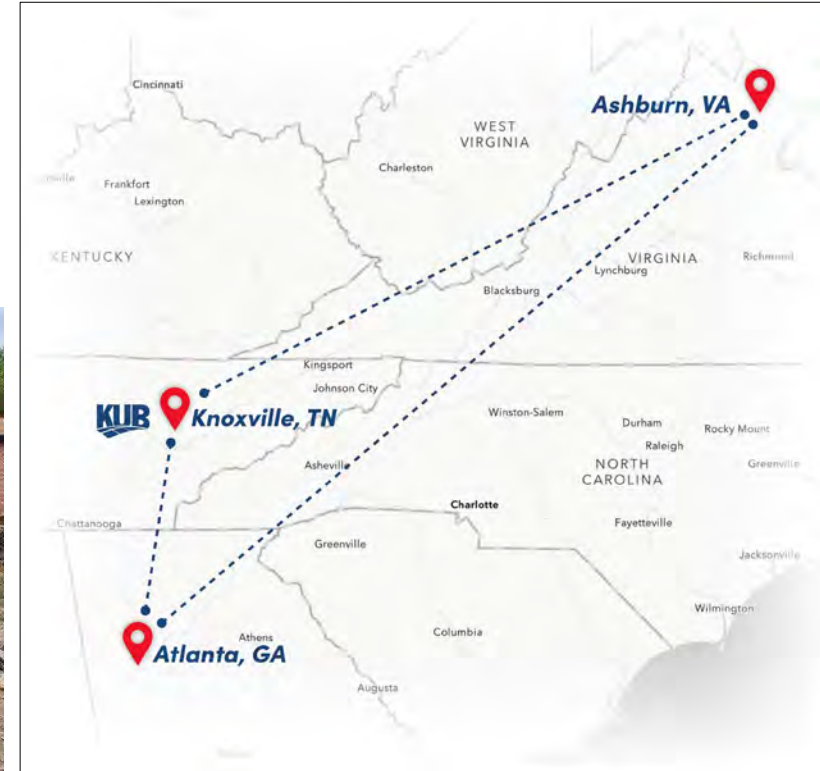 Cincinnati
Ashburn, VA
WEST
VIRGINIA
Charleston
Frankfort
Lexington
KENTUCKY
VIRGINIA
Richmond
Lynchburg
Blacksburg
Kingsport
Johnson City
KUB
Knoxville, TN
Winston-Salem
Durham
Rocky Mount
Raleigh
Asheville
NORTH
CAROLINA
Greenville
Charlotte
Chattanooga
Fayetteville
Greenville
Jacksonville
Wilmington
Columbia
Athens
Atlanta, GA
Augusta